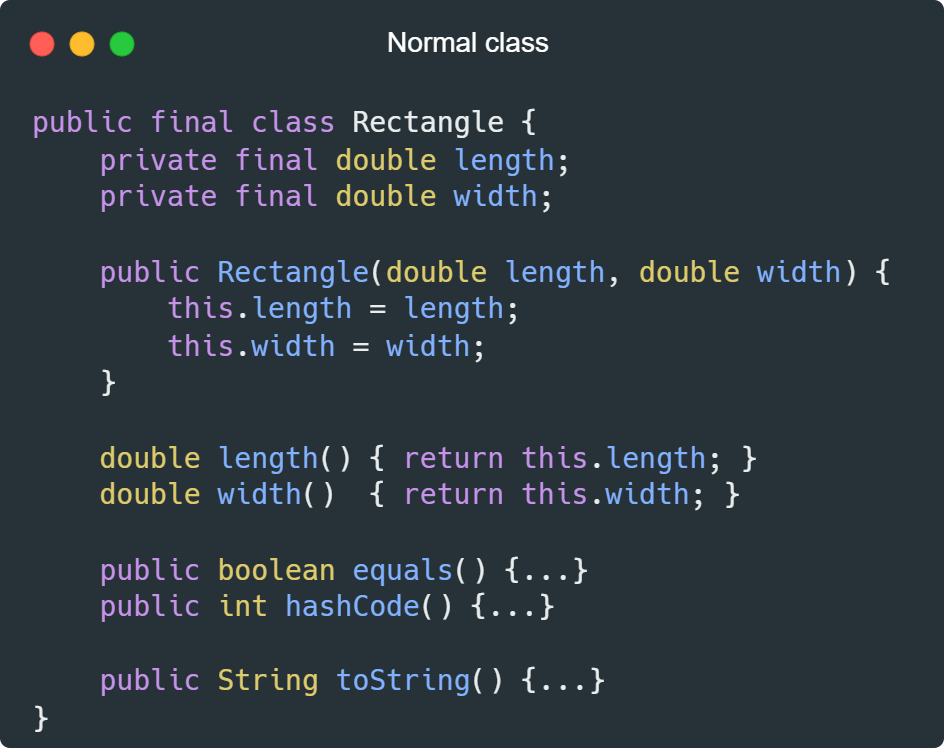 Normal class
public final class Rectangle {
    private final double length;
    private final double width;

    public Rectangle(double length, double width) {
        this.length = length;
        this.width = width;
    }

    double length() { return this.length; }
    double width()  { return this.width; }

    public boolean equals() {...}
    public int hashCode() {...}

    public String toString() {...}
}